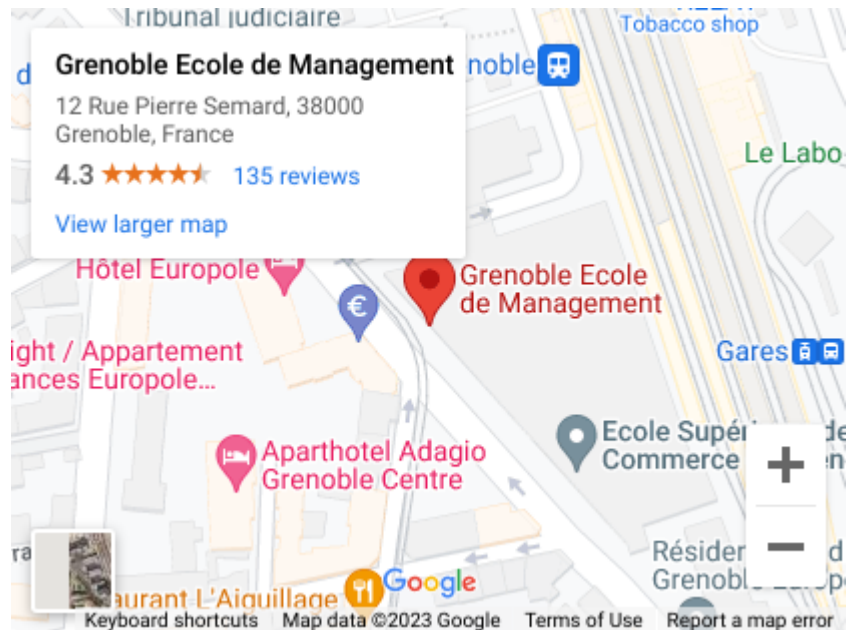 Tribunal judiciaire
Tobacco shop
Grenoble Ecole de Management
noble
12 Rue Pierre Semard, 38000
Grenoble, France
4.3
135 reviews
View larger map
Le Labo
Hôtel Europole
Grenoble Ecole
de Management
€
ight / Appartement
ances Europole...
Gares
Ecole Supé
Commerce
Aparthotel Adagio
Grenoble Centre
+
−
Résider
Grenoble
aurant L'Aiguillage
Google
Keyboard shortcuts Map data ©2023 Google Terms of Use Report a map error